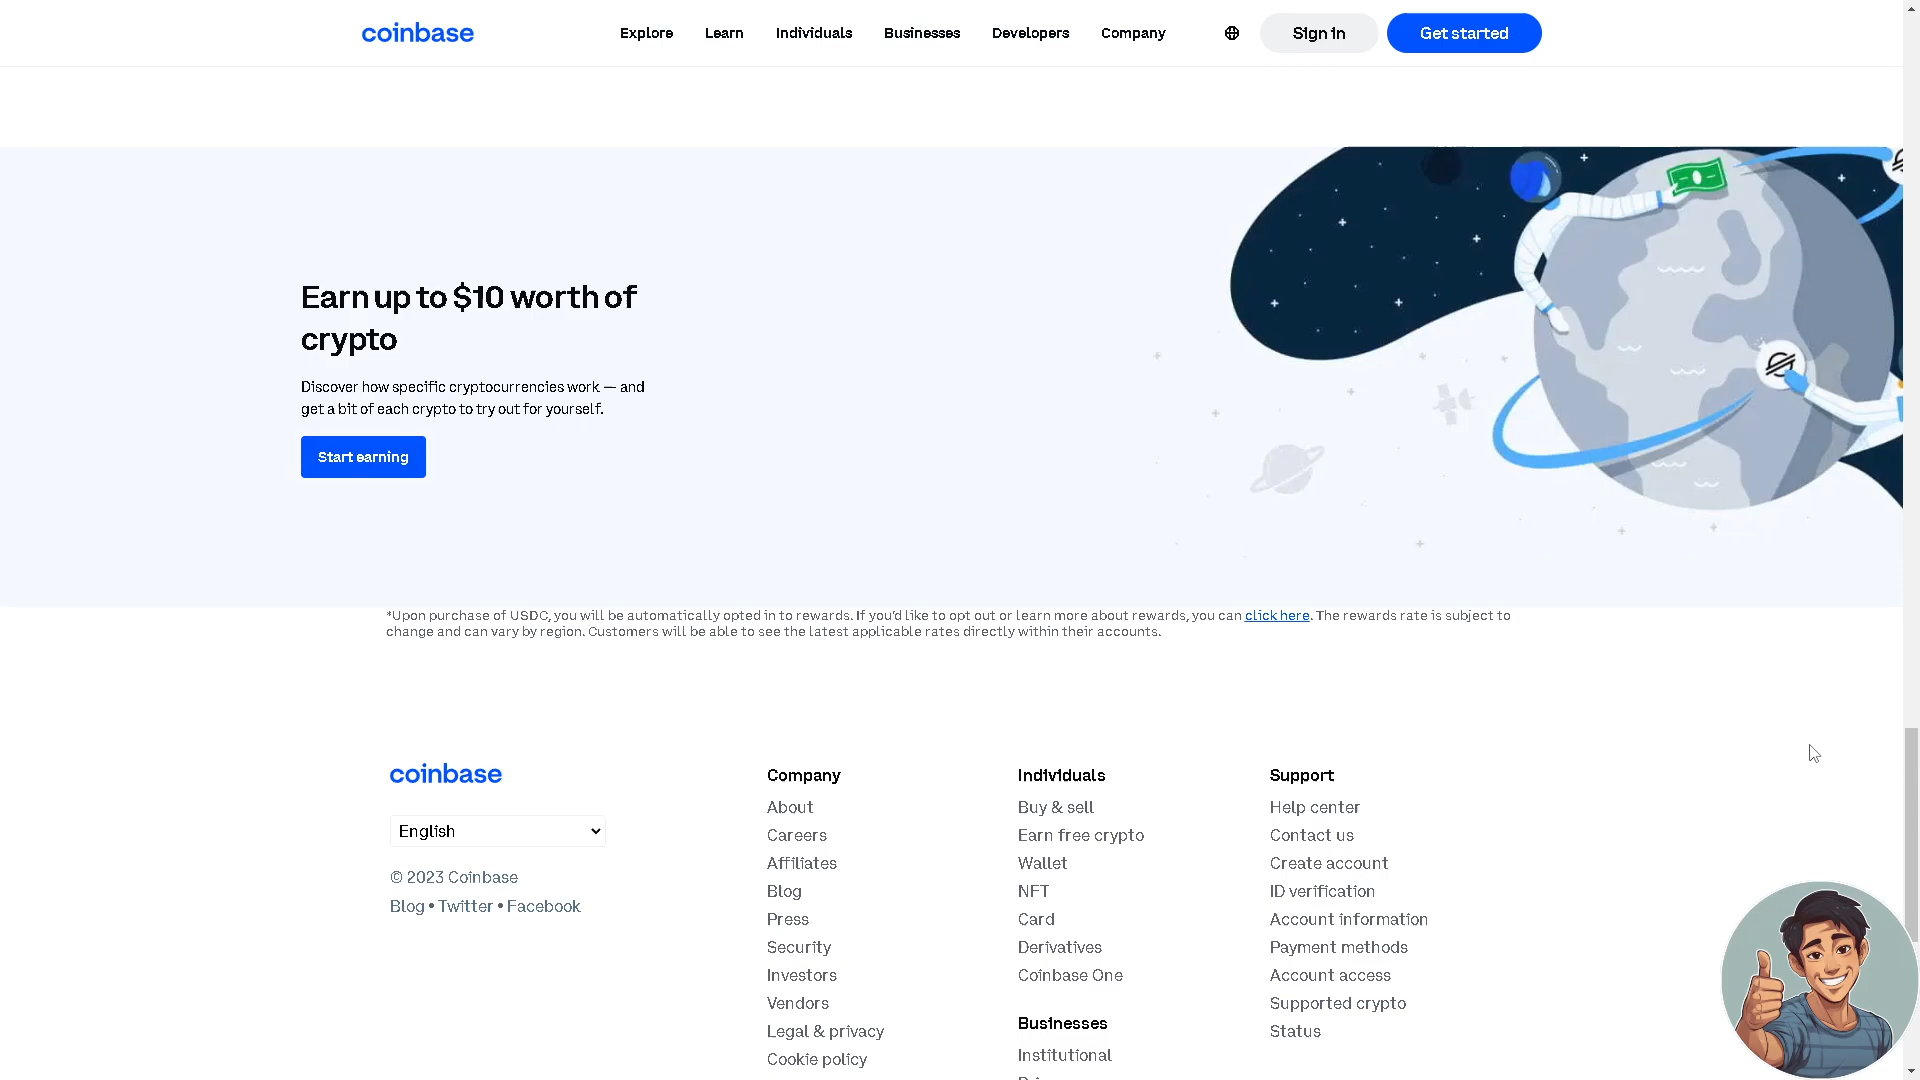 coinbase
Explore
Learn
Individuals
Businesses
Developers
Company
Sign in
Get started
Earn up to $10 worth of
crypto
Discover how specific cryptocurrencies work — and
get a bit of each crypto to try out for yourself.
Start earning
*Upon purchase of USDC, you will be automatically opted in to rewards. If you'd like to opt out or learn more about rewards, you can click here. The rewards rate is subject to
change and can vary by region. Customers will be able to see the latest applicable rates directly within their accounts.
coinbase
English
© 2023 Coinbase
Blog • Twitter • Facebook
Company
About
Careers
Affiliates
Blog
Press
Security
Investors
Vendors
Legal & privacy
Cookie policy
Individuals
Buy & sell
Earn free crypto
Wallet
NFT
Card
Derivatives
Coinbase One
Businesses
Institutional
Support
Help center
Contact us
Create account
ID verification
Account information
Payment methods
Account access
Supported crypto
Status